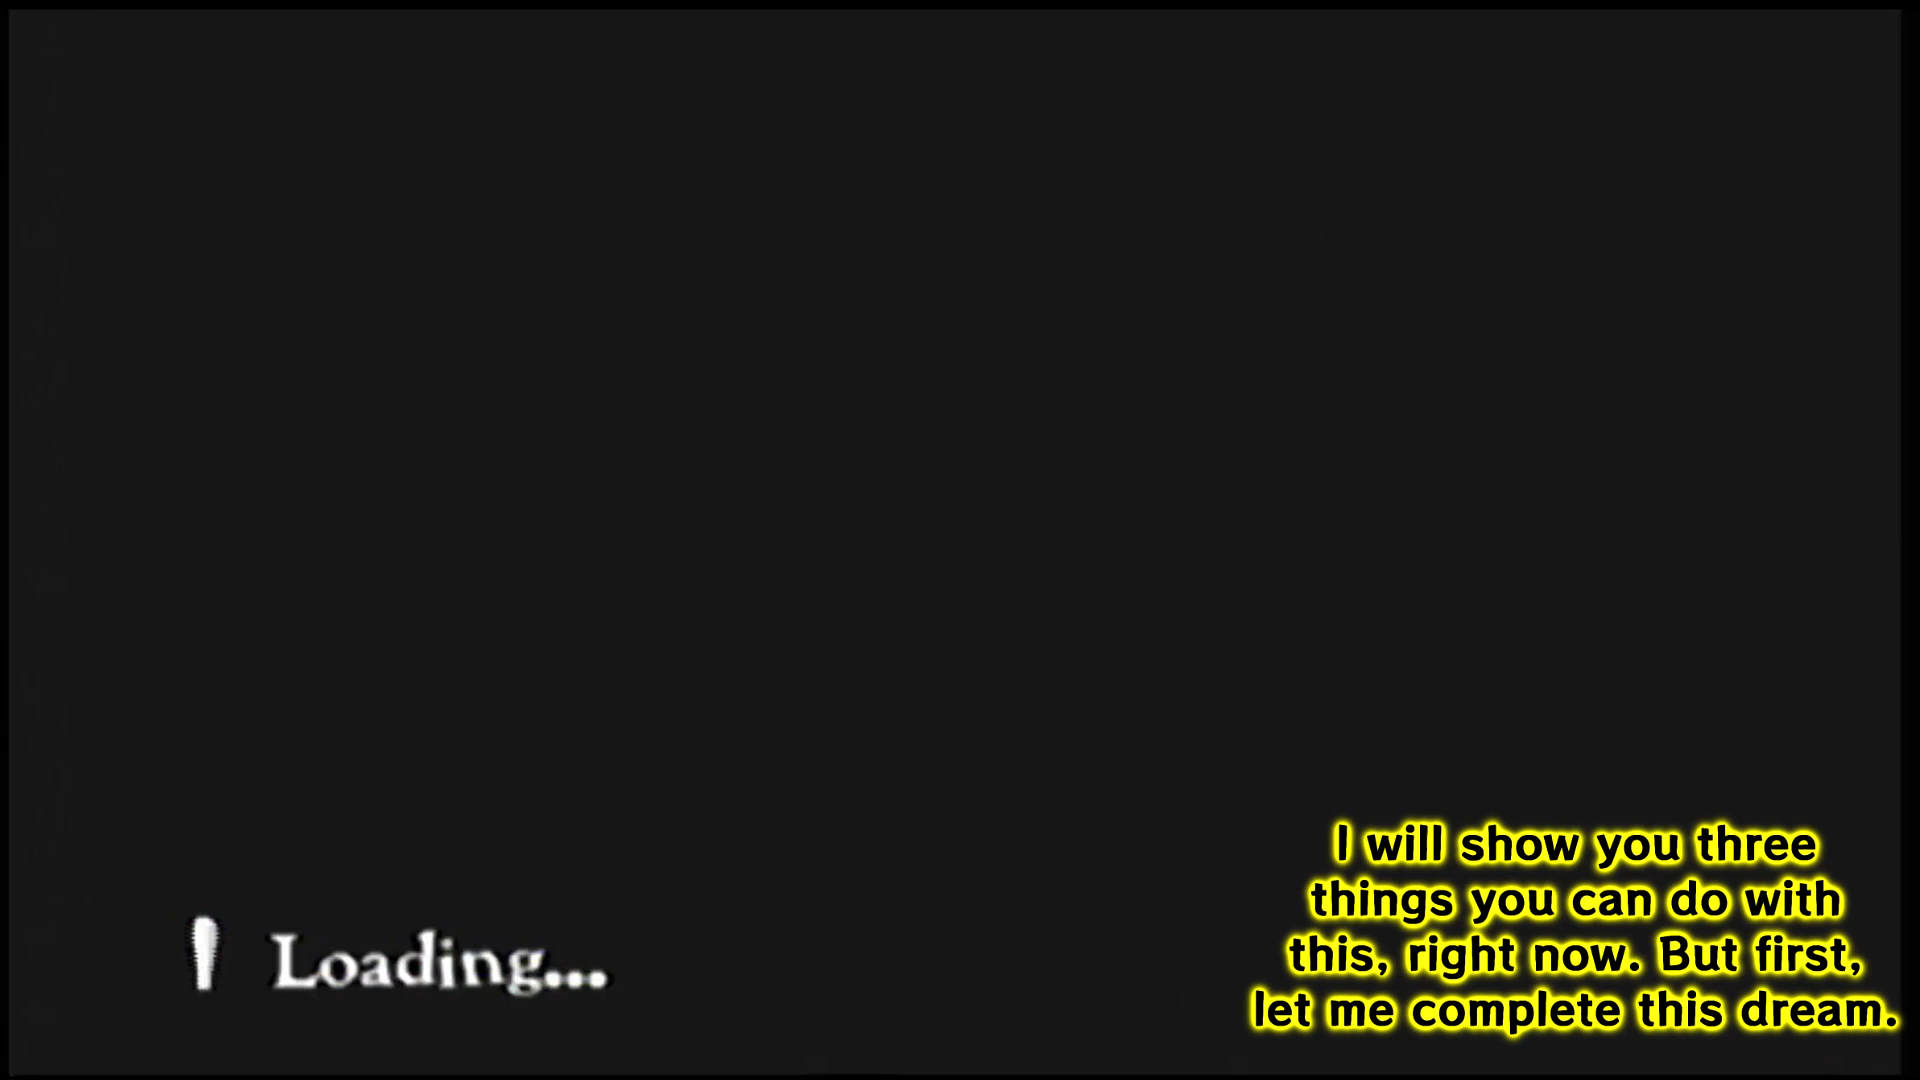 I will show you three
things you can do with
this, right now. But first,
let me complete this dream.
Loading...